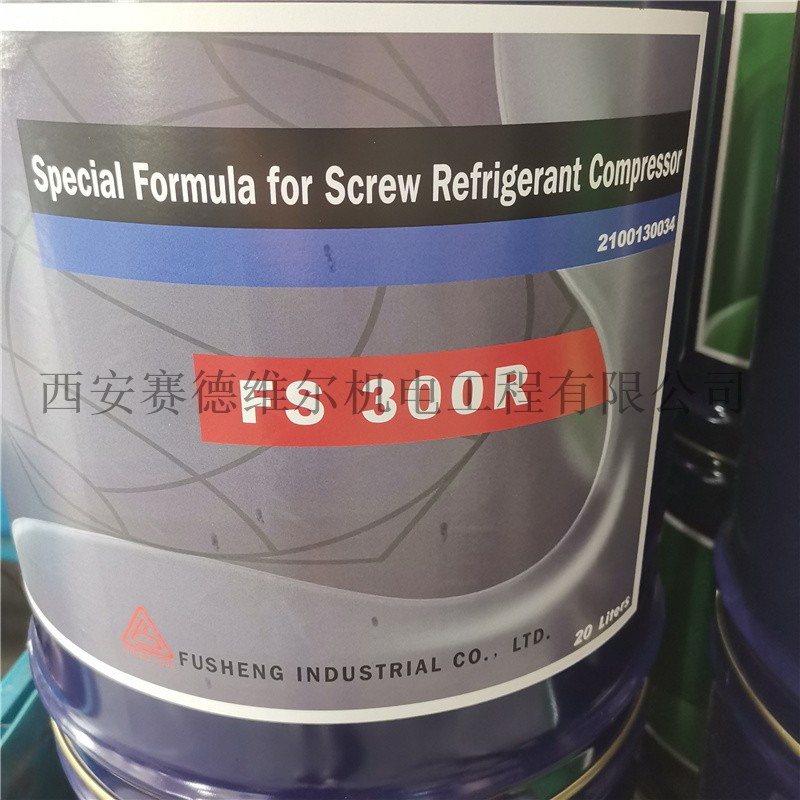 Special Formula for Screw Refrigerant Compressor
2100130034
FS 300R
西安赛德维尔机电工程有限公司
20 Liters
FUSHENG INDUSTRIAL CO., LTD.